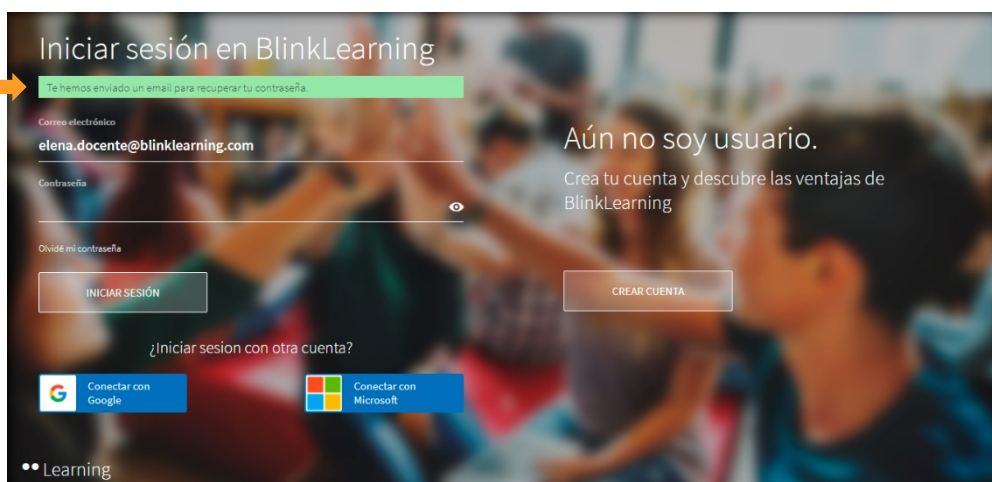 Iniciar sesión en BlinkLearning
Te hemos enviado un email para recuperar tu contraseña.
Correo electrónico
elena.docente@blinklearning.com
Contraseña
Olvidé mi contraseña
INICIAR SESIÓN
¿Iniciar sesion con otra cuenta?
Conectar con
Google
Conectar con
Microsoft
Learning
Aún no soy usuario.
Crea tu cuenta y descubre las ventajas de
BlinkLearning
CREAR CUENTA